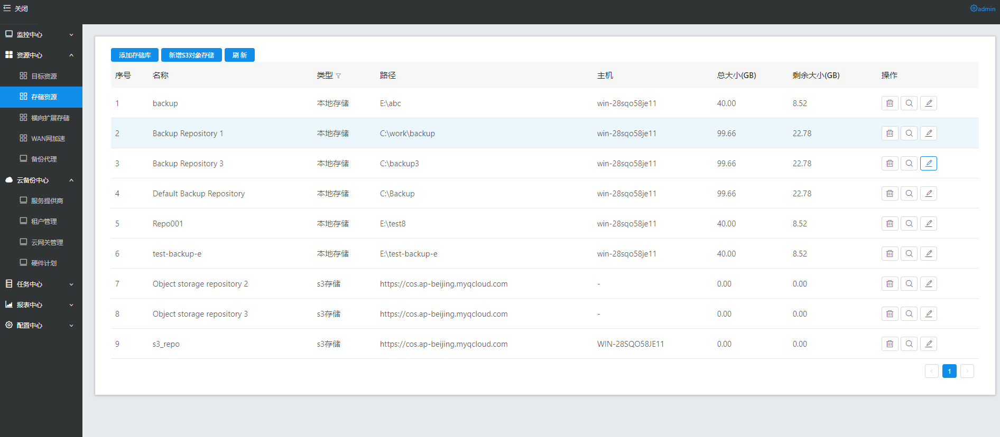 关闭
admin
监控中心
资源中心
目标资源
存储资源
横向扩展存储
WAN网加速
备份代理
云备份中心
服务提供商
租户管理
云网关管理
硬件计划
任务中心
报表中心
配置中心
添加存储库 新增S3对象存储 刷 新
序号 名称 类型 路径 主机 总大小(GB) 剩余大小(GB) 操作
1 backup 本地存储 E:\abc win-28sqo58je11 40.00 8.52
2 Backup Repository 1 本地存储 C:\work\backup win-28sqo58je11 99.66 22.78
3 Backup Repository 3 本地存储 C:\backup3 win-28sqo58je11 99.66 22.78
4 Default Backup Repository 本地存储 C:\Backup win-28sqo58je11 99.66 22.78
5 Repo001 本地存储 E:\test8 win-28sqo58je11 40.00 8.52
6 test-backup-e 本地存储 E:\test-backup-e win-28sqo58je11 40.00 8.52
7 Object storage repository 2 s3存储 https://cos.ap-beijing.myqcloud.com - 0.00 0.00
8 Object storage repository 3 s3存储 https://cos.ap-beijing.myqcloud.com - 0.00 0.00
9 s3_repo s3存储 https://cos.ap-beijing.myqcloud.com WIN-28SQO58JE11 0.00 0.00
1